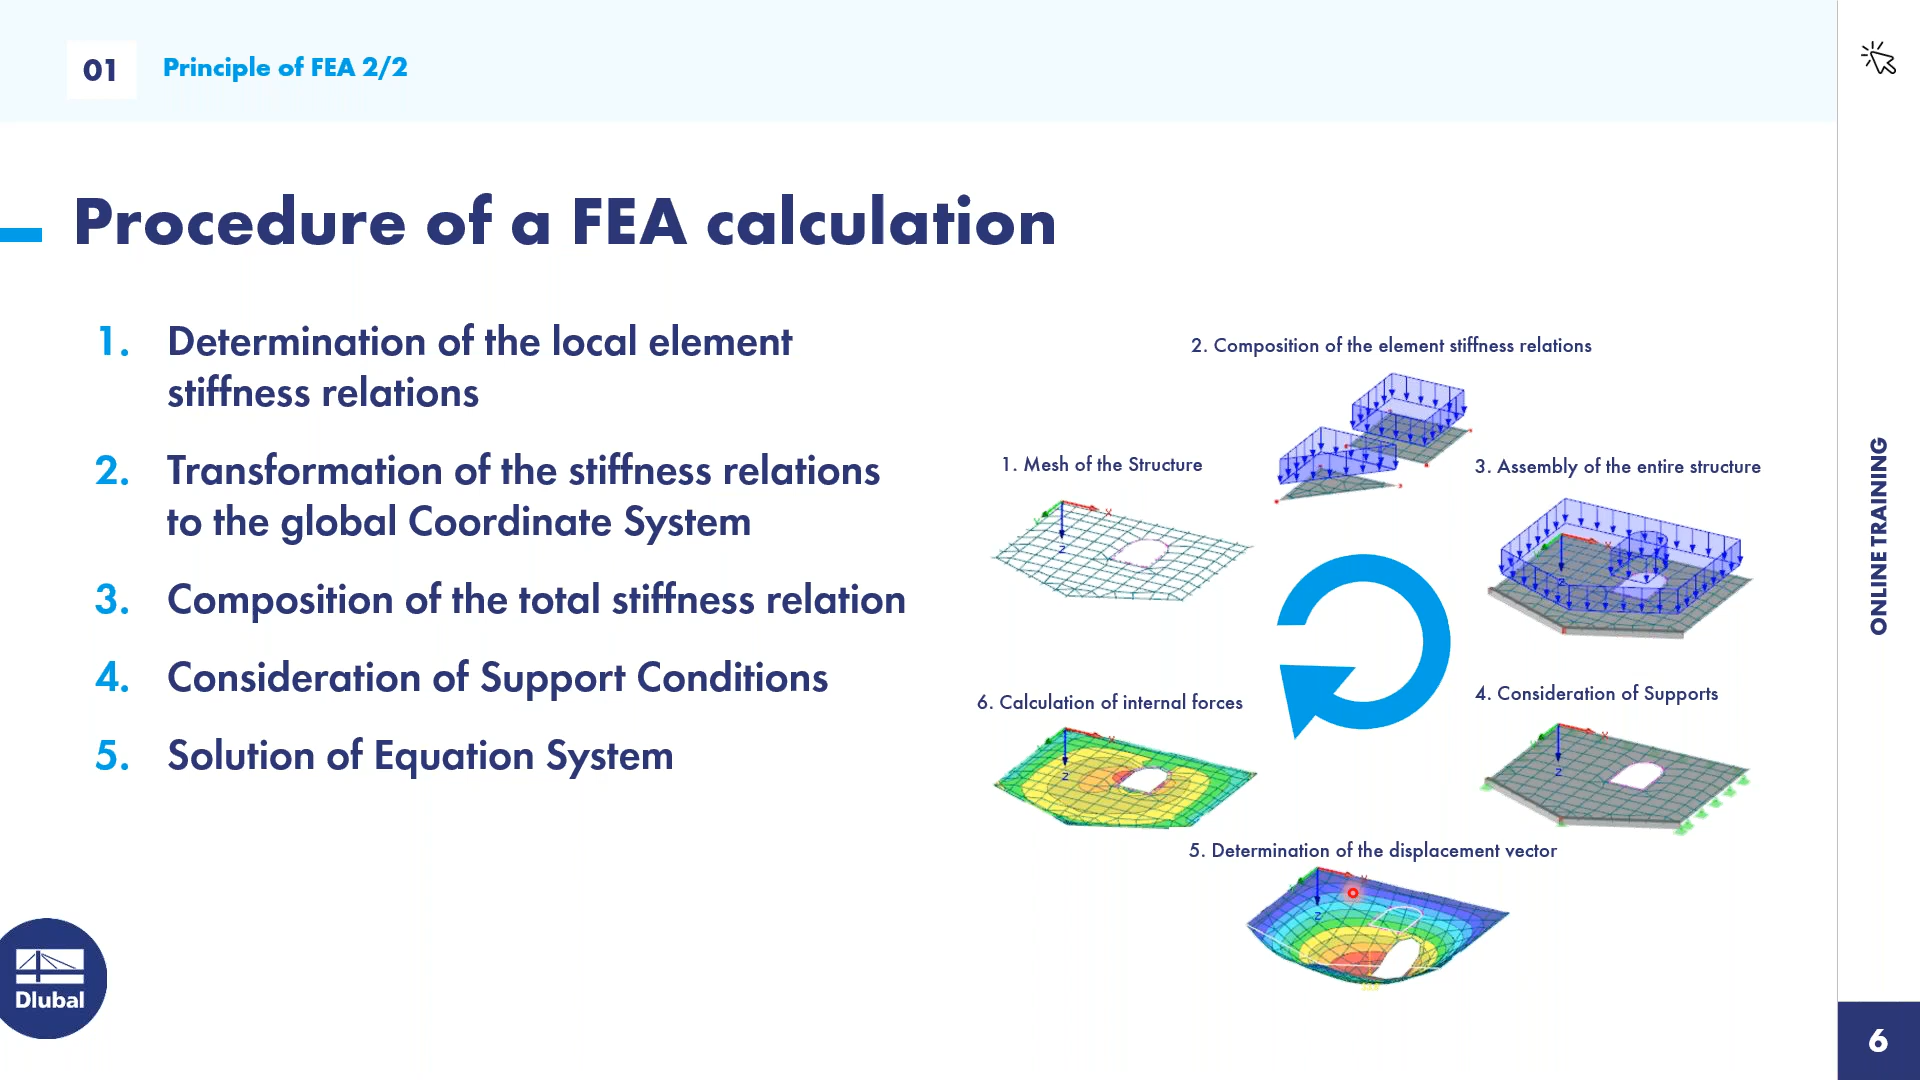 01
Principle of FEA 2/2
Procedure of a FEA calculation
1. Determination of the local element
stiffness relations
2. Transformation of the stiffness relations
to the global Coordinate System
3. Composition of the total stiffness relation
4. Consideration of Support Conditions
5. Solution of Equation System
2. Composition of the element stiffness relations
1. Mesh of the Structure
3. Assembly of the entire structure
6. Calculation of internal forces
4. Consideration of Supports
5. Determination of the displacement vector
X
Z
X
Z
X
Z
Z
Dlubal
ONLINE TRAINING
6